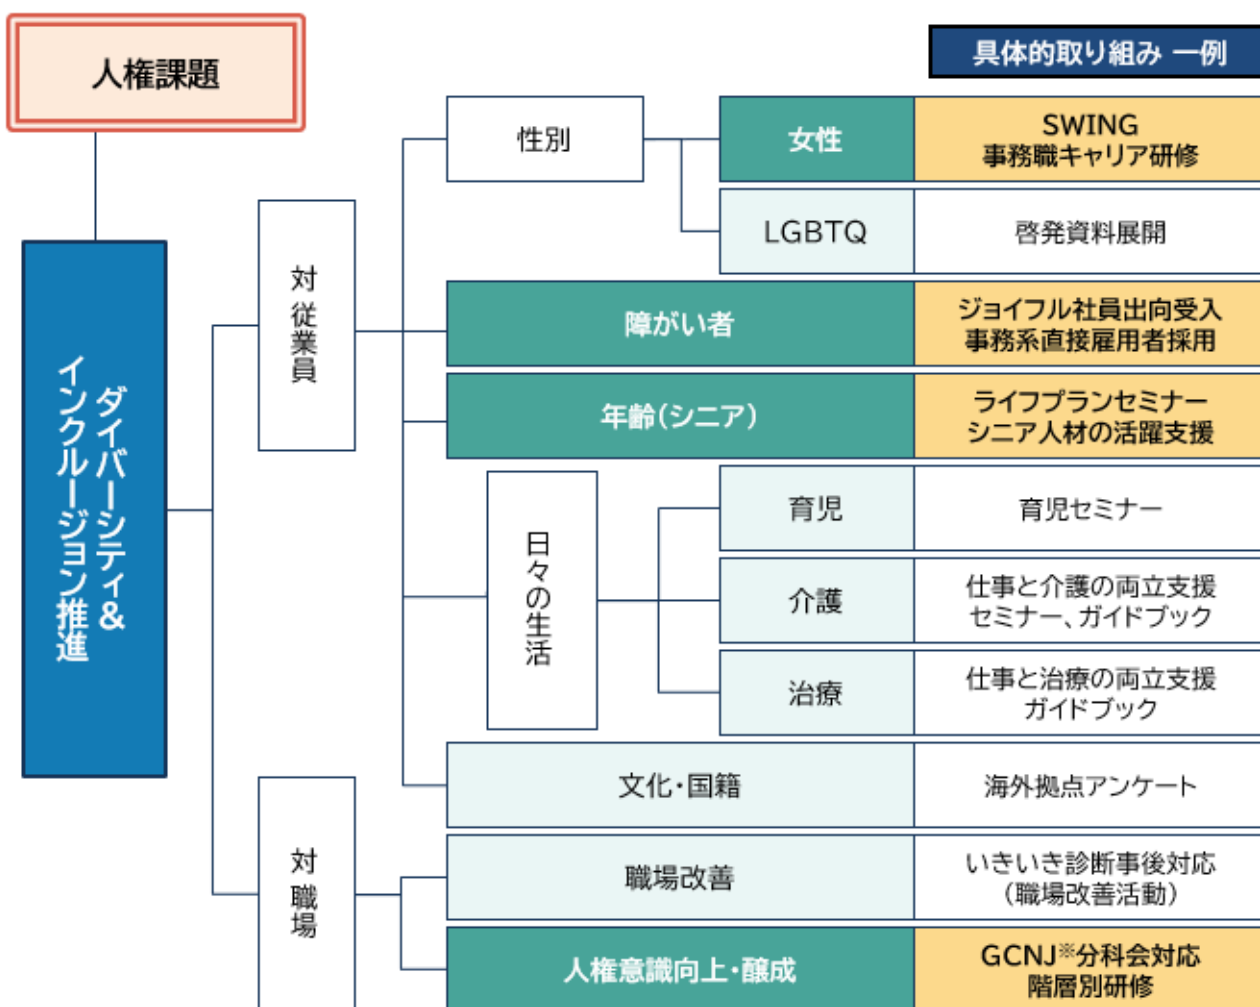 人権課題
具体的取り組み 一例
ダイバーシティ&
インクルージョン推進
対 従業員
性別
女性
SWING
事務職キャリア研修
LGBTQ
啓発資料展開
障がい者
ジョイフル社員出向受入
事務系直接雇用者採用
年齢(シニア)
ライフプランセミナー
シニア人材の活躍支援
日々の生活
育児
育児セミナー
介護
仕事と介護の両立支援
セミナー、ガイドブック
治療
仕事と治療の両立支援
ガイドブック
文化・国籍
海外拠点アンケート
対 職場
職場改善
いきいき診断事後対応
(職場改善活動)
人権意識向上・醸成
GCNJ※分科会対応
階層別研修